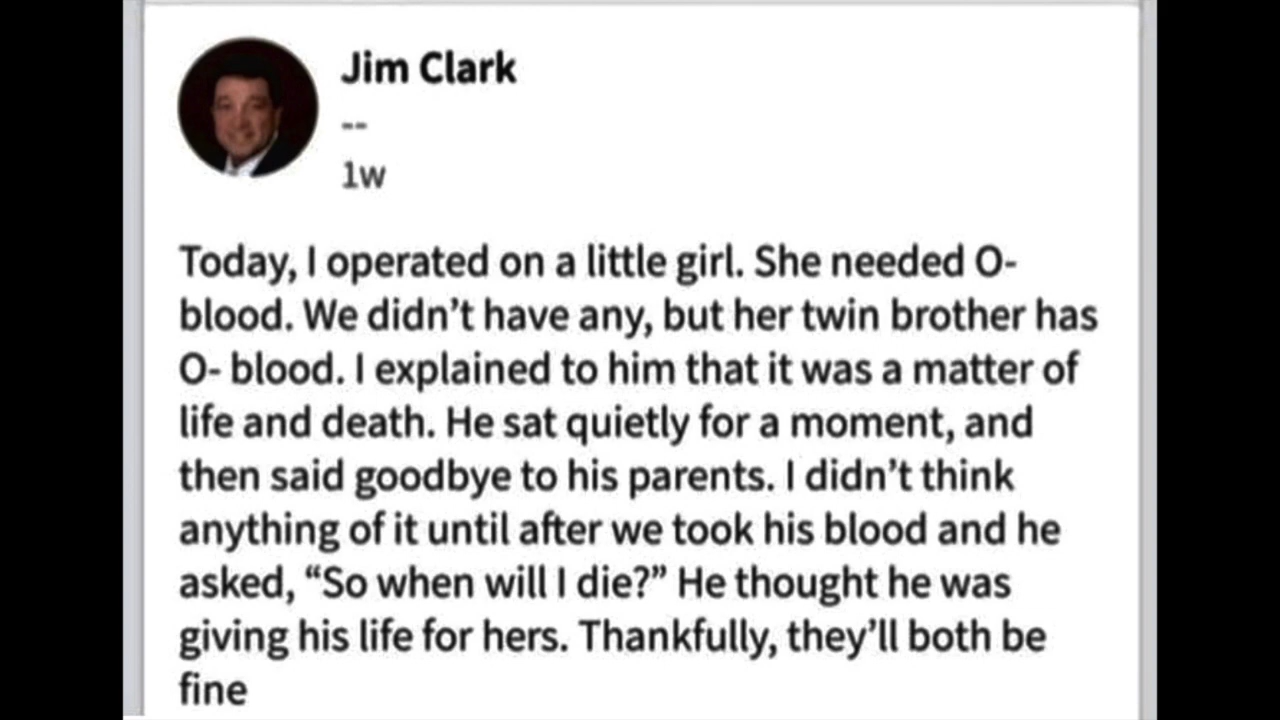 Jim Clark
--
1w
Today, I operated on a little girl. She needed O-
blood. We didn’t have any, but her twin brother has
O- blood. I explained to him that it was a matter of
life and death. He sat quietly for a moment, and
then said goodbye to his parents. I didn’t think
anything of it until after we took his blood and he
asked, “So when will I die?” He thought he was
giving his life for hers. Thankfully, they’ll both be
fine